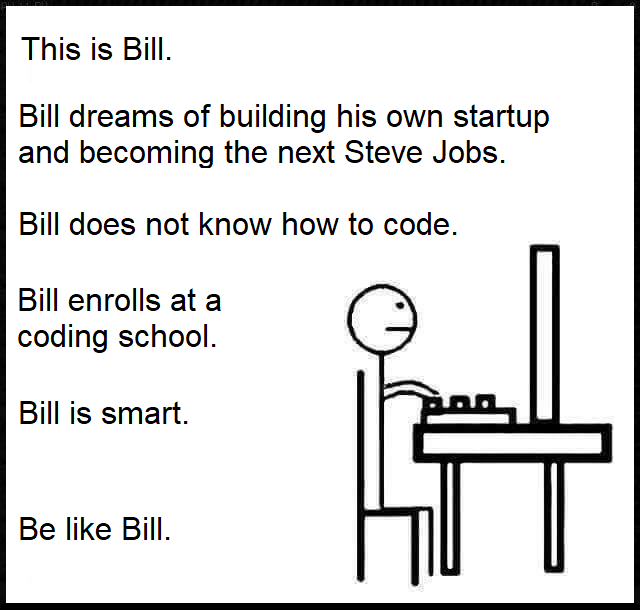 This is Bill.
Bill dreams of building his own startup
and becoming the next Steve Jobs.
Bill does not know how to code.
Bill enrolls at a
coding school.
Bill is smart.
Be like Bill.